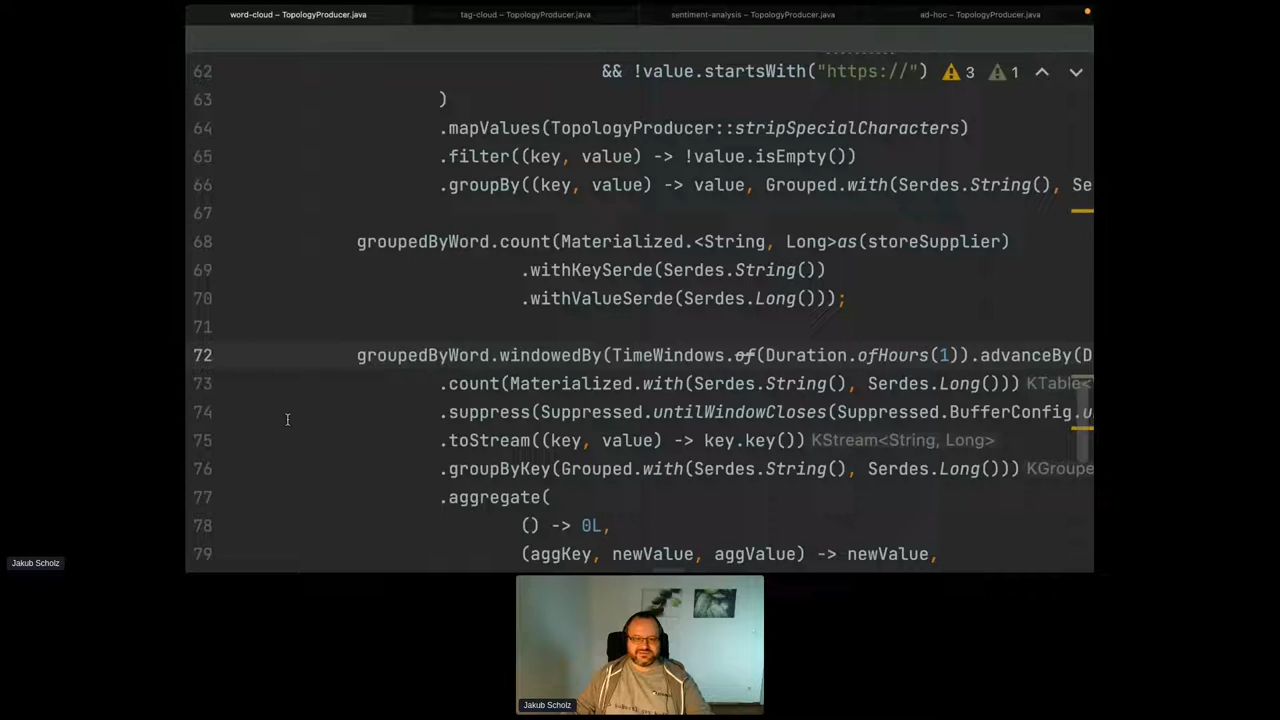 word-cloud – TopologyProducer.java
tag-cloud – TopologyProducer.java
sentiment-analysis – TopologyProducer.java
ad-hoc – TopologyProducer.java
62 && !value.startsWith("https://") 3 1
63 )
64 .mapValues(TopologyProducer::stripSpecialCharacters)
65 .filter((key, value) -> !value.isEmpty())
66 .groupBy((key, value) -> value, Grouped.with(Serdes.String(), Se
67
68 groupedByWord.count(Materialized.<String, Long>as(storeSupplier)
69 .withKeySerde(Serdes.String())
70 .withValueSerde(Serdes.Long()));
71
72 groupedByWord.windowedBy(TimeWindows.of(Duration.ofHours(1)).advanceBy(D
73 .count(Materialized.with(Serdes.String(), Serdes.Long())) KTable<
74 .suppress(Suppressed.untilWindowCloses(Suppressed.BufferConfig.u
75 .toStream((key, value) -> key.key()) KStream<String, Long>
76 .groupByKey(Grouped.with(Serdes.String(), Serdes.Long())) KGroupe
77 .aggregate(
78 () -> 0L,
79 (aggKey, newValue, aggValue) -> newValue,
Jakub Scholz
Jakub Scholz